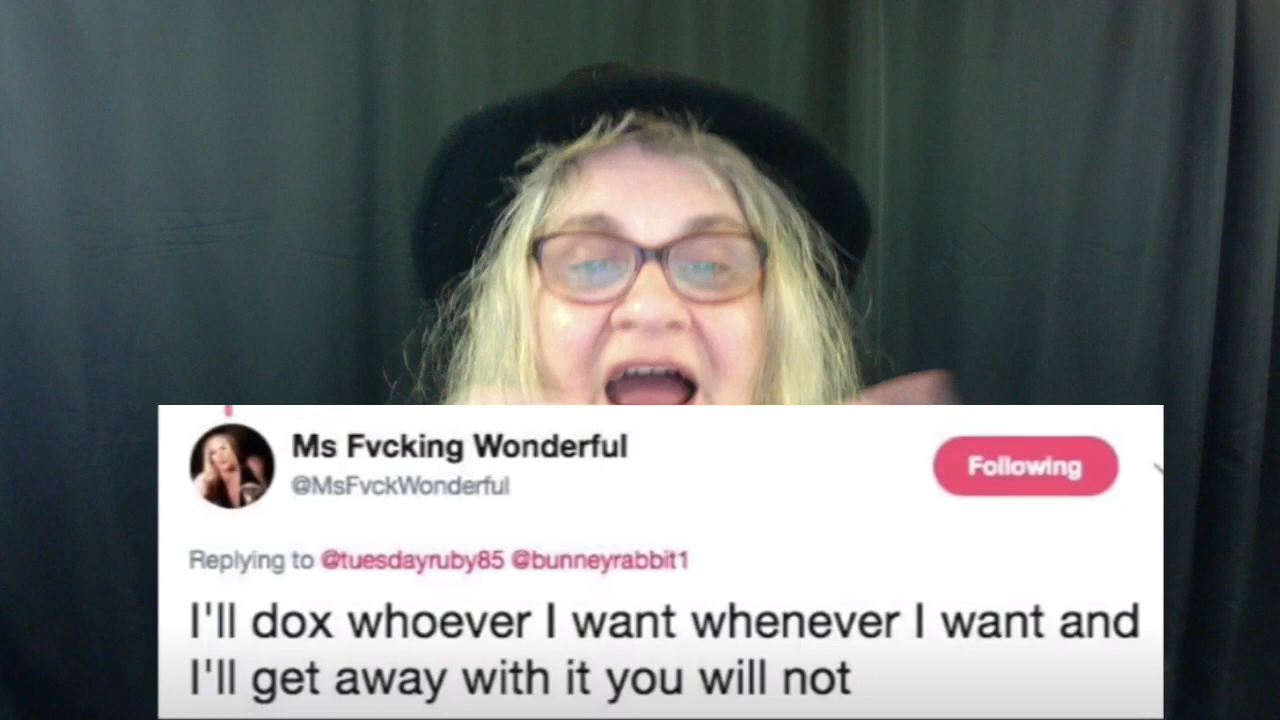 Ms Fvcking Wonderful
@MsFvckWonderful
Following
Replying to @tuesdayruby85 @bunneyrabbit1
I'll dox whoever I want whenever I want and
I'll get away with it you will not